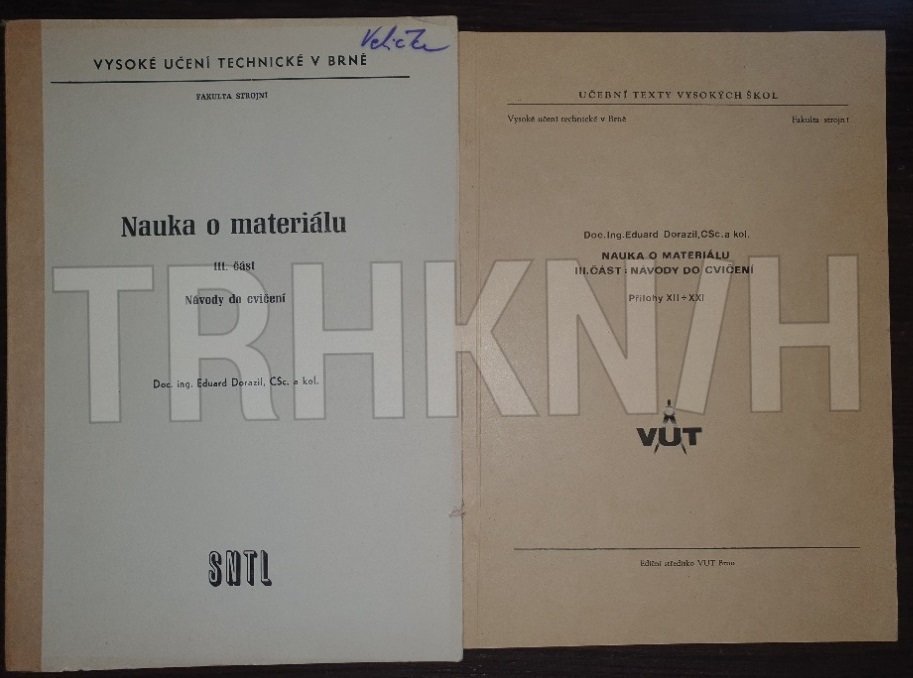 VYSOKÉ UČENÍ TECHNICKÉ V BRNĚ
FAKULTA STROJNÍ
Nauka o materiálu
III. část
Návody do cvičení
Doc. ing. Eduard Dorazil, CSc. a kol.
SNTL
UČEBNÍ TEXTY VYSOKÝCH ŠKOL
Vysoké učení technické v Brně Fakulta strojní
Doc. Ing. Eduard Dorazil, CSc. a kol.
NAUKA O MATERIÁLU
III. ČÁST : NÁVODY DO CVIČENÍ
Přílohy XII÷XXI
VUT
Ediční středisko VUT Brno
TRHKNIH